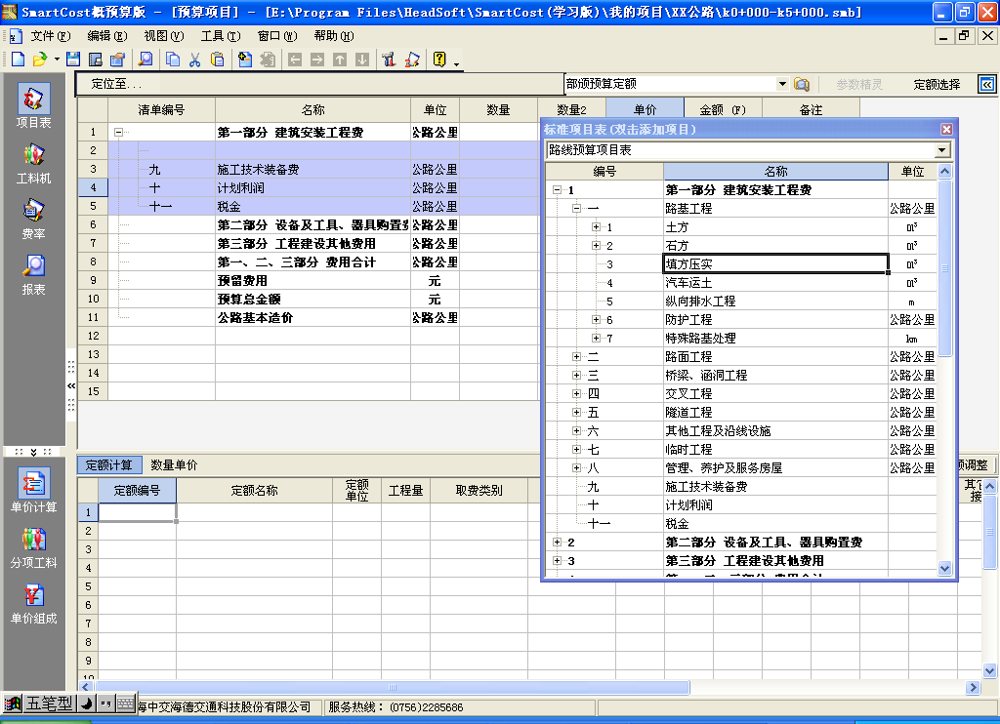 SmartCost概预算版 - [预算项目] - [E:\Program Files\HeadSoft\SmartCost(学习版)\我的项目\XX公路\k0+000-k5+000.smb]
文件(F) 编辑(E) 视图(V) 工具(T) 窗口(W) 帮助(H)
定位至... 部颁预算定额 参数精灵 定额选择
项目表
工料机
费率
报表
单价计算
分项工料
单价组成
清单编号 名称 单位 数量 数量2 单价 金额 (F) 备注
1 第一部分 建筑安装工程费 公路公里
2
3 九 施工技术装备费 公路公里
4 十 计划利润 公路公里
5 十一 税金 公路公里
6 第二部分 设备及工具、器具购置 公路公里
7 第三部分 工程建设其他费用 公路公里
8 第一、二、三部分 费用合计 公路公里
9 预留费用 元
10 预算总金额 元
11 公路基本造价 公路公里
12
13
14
15
标准项目表(双击添加项目)
路线预算项目表
编号 名称 单位
1 第一部分 建筑安装工程费
一 路基工程 公路公里
1 土方 m³
2 石方 m³
3 填方压实 m³
4 汽车运土 m³
5 纵向排水工程 m
6 防护工程 公路公里
7 特殊路基处理 km
二 路面工程 公路公里
三 桥梁、涵洞工程 公路公里
四 交叉工程 公路公里
五 隧道工程 公路公里
六 其他工程及沿线设施 公路公里
七 临时工程 公路公里
八 管理、养护及服务房屋 公路公里
九 施工技术装备费
十 计划利润
十一 税金
2 第二部分 设备及工具、器具购置费
3 第三部分 工程建设其他费用
定额计算 数量单价 调整
定额编号 定额名称 定额单位 工程量 取费类别
1
2
3
4
5
6
7
8
9
10
五笔型 海中交海德交通科技股份有限公司 服务热线: (0756)2285686